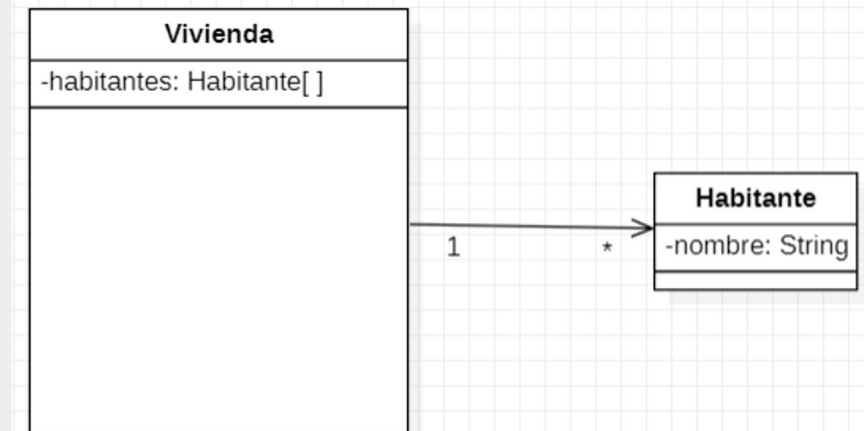 Vivienda
-habitantes: Habitante[ ]
Habitante
-nombre: String
1
*